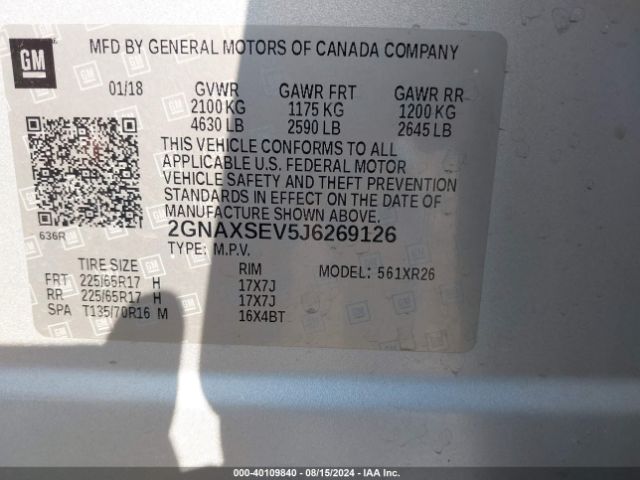 GM
MFD BY GENERAL MOTORS OF CANADA COMPANY
01/18 GVWR GAWR FRT GAWR RR
2100 KG 1175 KG 1200 KG
4630 LB 2590 LB 2645 LB
THIS VEHICLE CONFORMS TO ALL
APPLICABLE U.S. FEDERAL MOTOR
VEHICLE SAFETY AND THEFT PREVENTION
STANDARDS IN EFFECT ON THE DATE OF
MANUFACTURE SHOWN ABOVE.
636R 2GNAXSEV5J6269126
TYPE: M.P.V.
TIRE SIZE RIM MODEL: 561XR26
FRT 225/65R17 H 17X7J
RR 225/65R17 H 17X7J
SPA T135/70R16 M 16X4BT
000-40109840 - 08/15/2024 - IAA Inc.